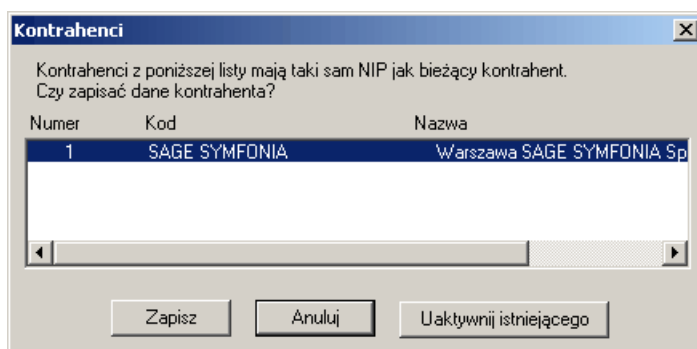 Kontrahenci
Kontrahenci z poniższej listy mają taki sam NIP jak bieżący kontrahent.
Czy zapisać dane kontrahenta?
Numer Kod Nazwa
1 SAGE SYMFONIA Warszawa SAGE SYMFONIA Sp
Zapisz Anuluj Uaktywnij istniejącego